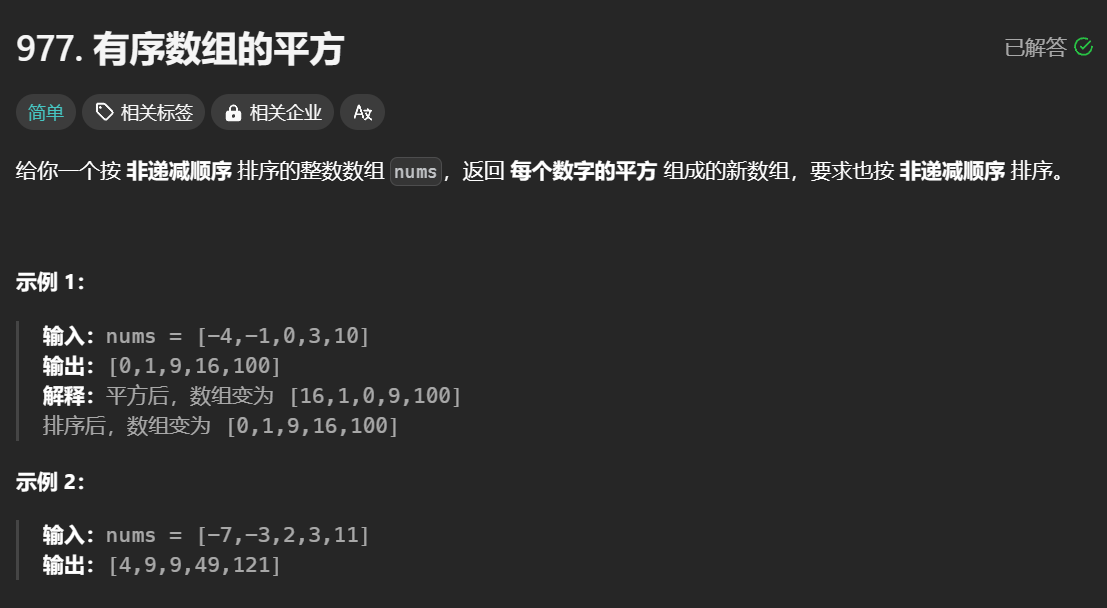 977. 有序数组的平方
已解答
简单 相关标签 相关企业
给你一个按 非递减顺序 排序的整数数组 nums，返回 每个数字的平方 组成的新数组，要求也按 非递减顺序 排序。
示例 1：
输入：nums = [-4,-1,0,3,10]
输出：[0,1,9,16,100]
解释：平方后，数组变为 [16,1,0,9,100]
排序后，数组变为 [0,1,9,16,100]
示例 2：
输入：nums = [-7,-3,2,3,11]
输出：[4,9,9,49,121]